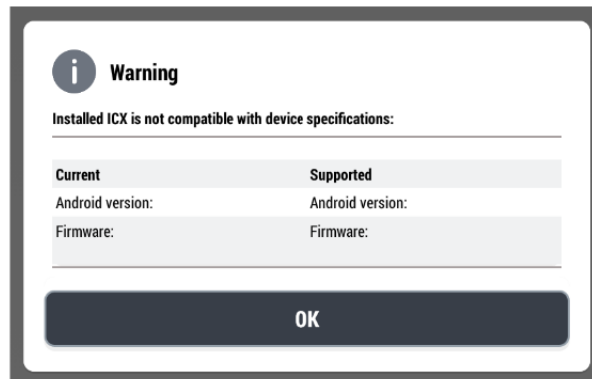 Warning
Installed ICX is not compatible with device specifications:
Current Supported
Android version: Android version:
Firmware: Firmware:
OK